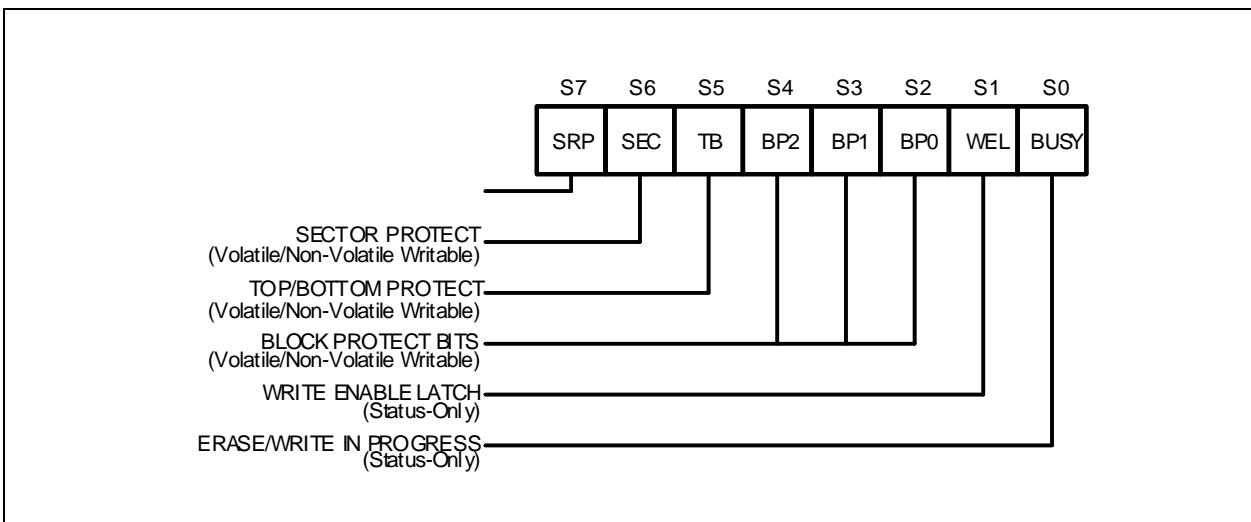 S7 S6 S5 S4 S3 S2 S1 S0
SRP SEC TB BP2 BP1 BP0 WEL BUSY
SECTOR PROTECT
(Volatile/Non-Volatile Writable)
TOP/BOTTOM PROTECT
(Volatile/Non-Volatile Writable)
BLOCK PROTECT BITS
(Volatile/Non-Volatile Writable)
WRITE ENABLE LATCH
(Status-Only)
ERASE/WRITE IN PROGRESS
(Status-Only)